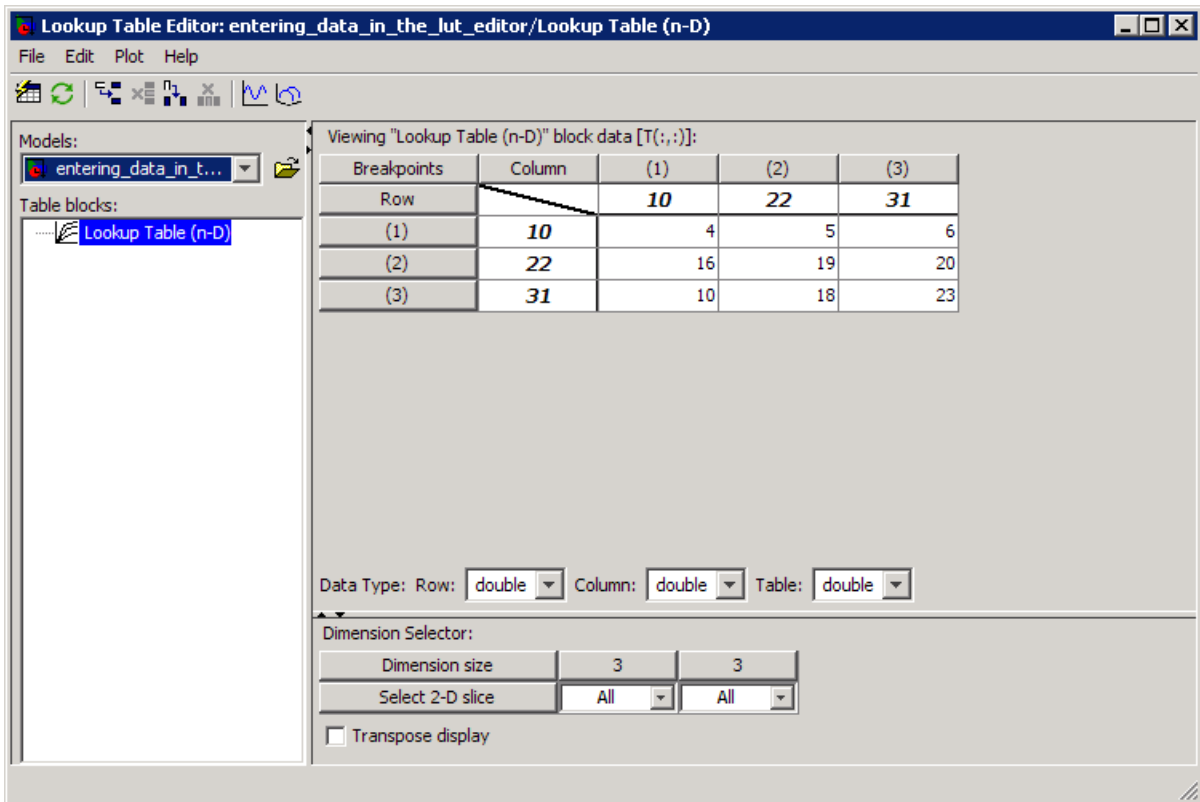 Lookup Table Editor: entering_data_in_the_lut_editor/Lookup Table (n-D)
File Edit Plot Help
Models:
entering_data_in_t...
Table blocks:
Lookup Table (n-D)
Viewing "Lookup Table (n-D)" block data [T(:,:)]:
Breakpoints Column (1) (2) (3)
Row 10 22 31
(1) 10 4 5 6
(2) 22 16 19 20
(3) 31 10 18 23
Data Type: Row: double Column: double Table: double
Dimension Selector:
Dimension size 3 3
Select 2-D slice All All
Transpose display